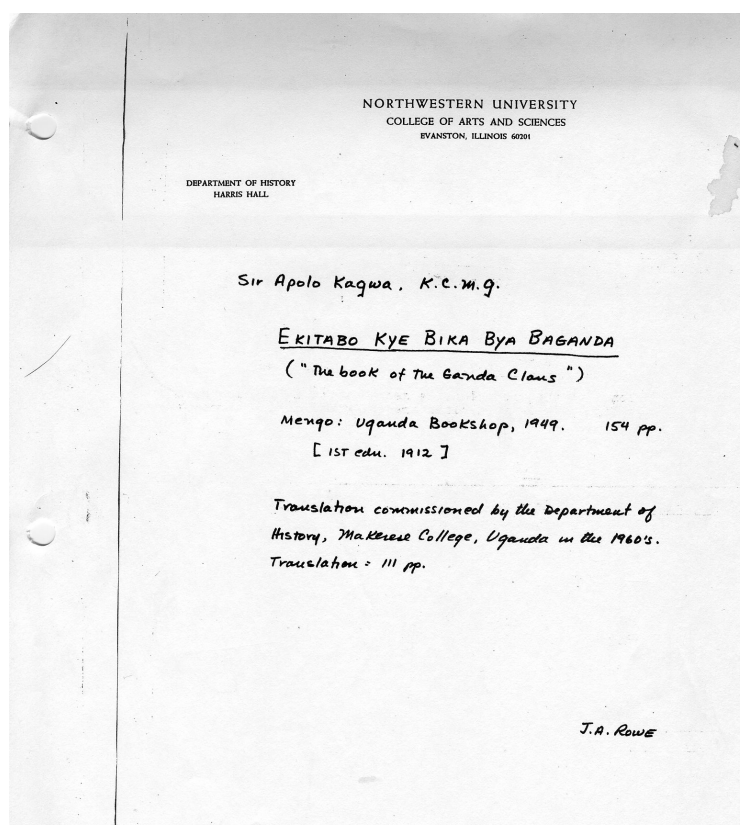 NORTHWESTERN UNIVERSITY
COLLEGE OF ARTS AND SCIENCES
EVANSTON, ILLINOIS 60201
DEPARTMENT OF HISTORY
HARRIS HALL
Sir Apolo Kagwa, K.C.M.G.
EKITABO KYE BIKA BYA BAGANDA
("The book of The Ganda Clans")
Mengo: Uganda Bookshop, 1949. 154 pp.
[1ST edn. 1912]
Translation commissioned by the Department of
History, Makerere College, Uganda in the 1960's.
Translation = 111 pp.
J.A. ROWE